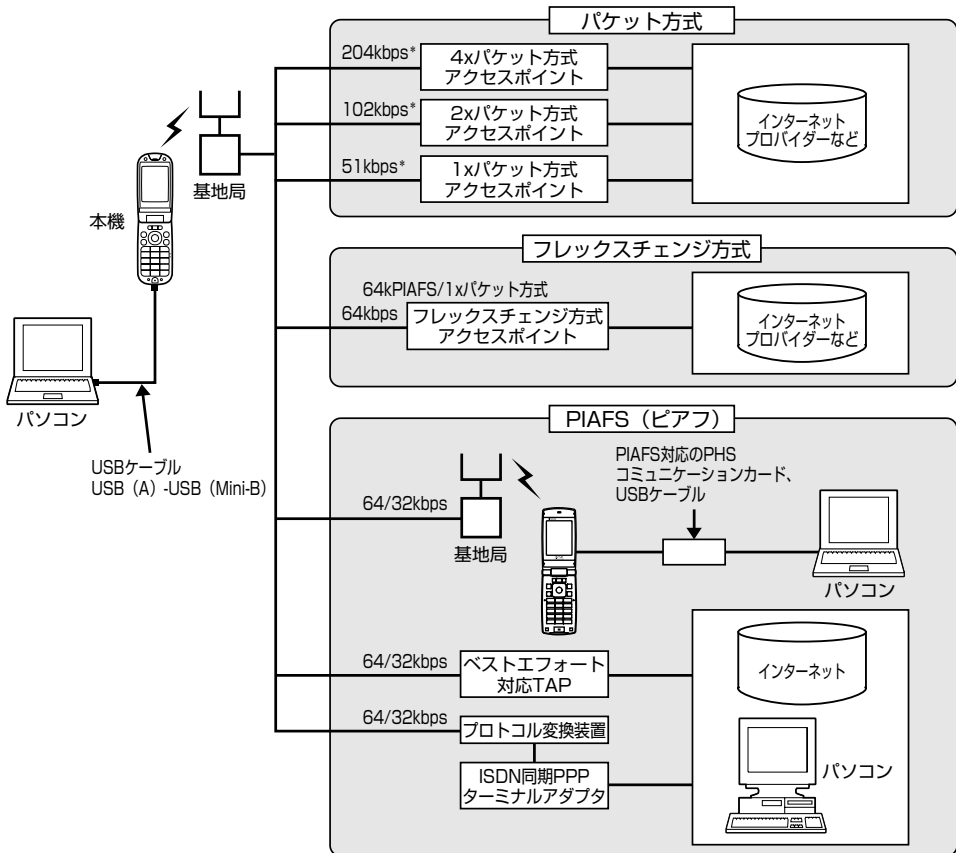 パケット方式
204kbps*
4xパケット方式
アクセスポイント
102kbps*
2xパケット方式
アクセスポイント
51kbps*
1xパケット方式
アクセスポイント
インターネット
プロバイダーなど
基地局
本機
パソコン
USBケーブル
USB（A）-USB（Mini-B）
フレックスチェンジ方式
64kPIAFS/1xパケット方式
64kbps
フレックスチェンジ方式
アクセスポイント
インターネット
プロバイダーなど
PIAFS（ピアフ）
PIAFS対応のPHS
コミュニケーションカード、
USBケーブル
64/32kbps
基地局
パソコン
64/32kbps
ベストエフォート
対応TAP
インターネット
64/32kbps
プロトコル変換装置
ISDN同期PPP
ターミナルアダプタ
パソコン